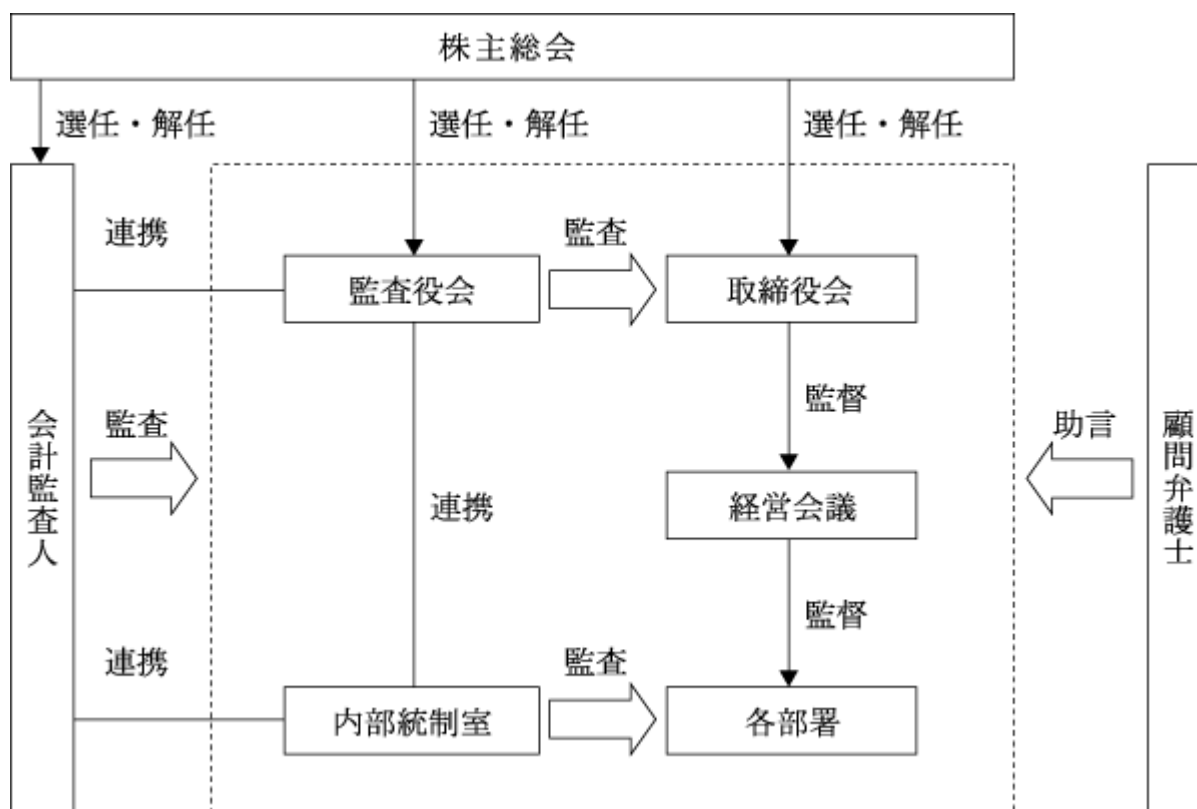 株主総会
選任・解任
選任・解任
選任・解任
連携
監査
監査役会
取締役会
監督
会計監査人
監査
助言
顧問弁護士
連携
経営会議
監督
連携
監査
内部統制室
各部署